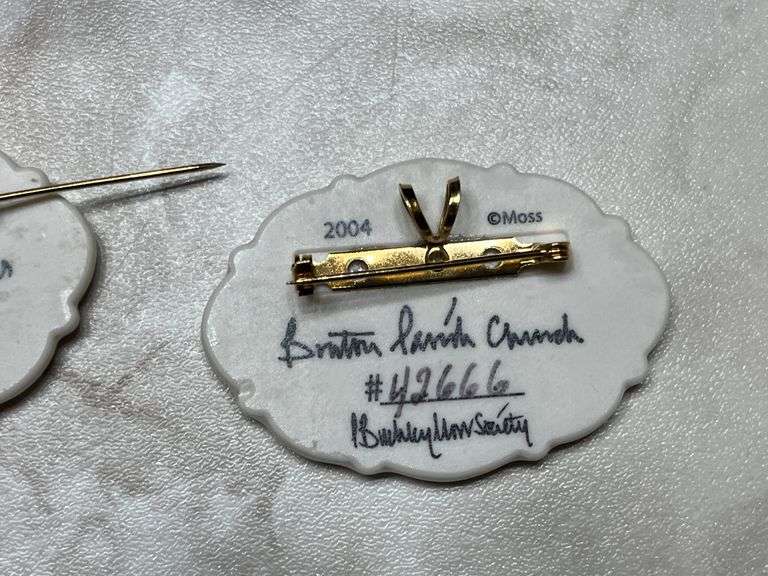 2004
©Moss
Bruton Parish Church
#42666
P Buckley Moss Society